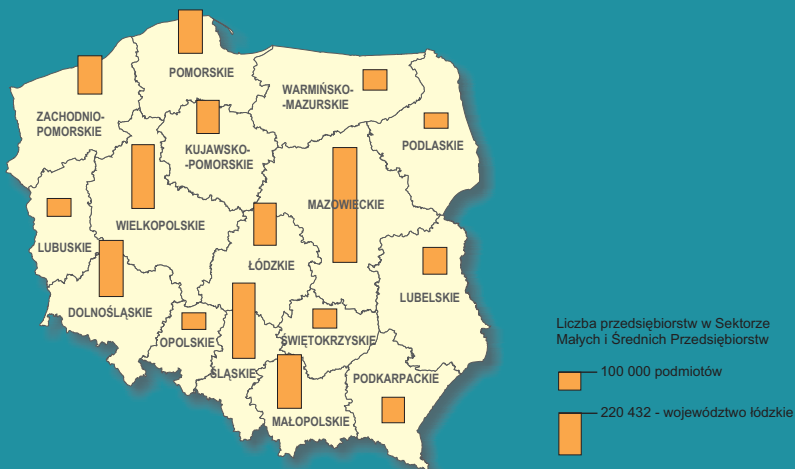 POMORSKIE
WARMIŃSKO-
-MAZURSKIE
ZACHODNIO-
POMORSKIE
KUJAWSKO-
-POMORSKIE
PODLASKIE
MAZOWIECKIE
WIELKOPOLSKIE
LUBUSKIE
ŁÓDZKIE
LUBELSKIE
DOLNOŚLĄSKIE
OPOLSKIE
ŚWIĘTOKRZYSKIE
ŚLĄSKIE
PODKARPACKIE
MAŁOPOLSKIE
Liczba przedsiębiorstw w Sektorze
Małych i Średnich Przedsiębiorstw
100 000 podmiotów
220 432 - województwo łódzkie